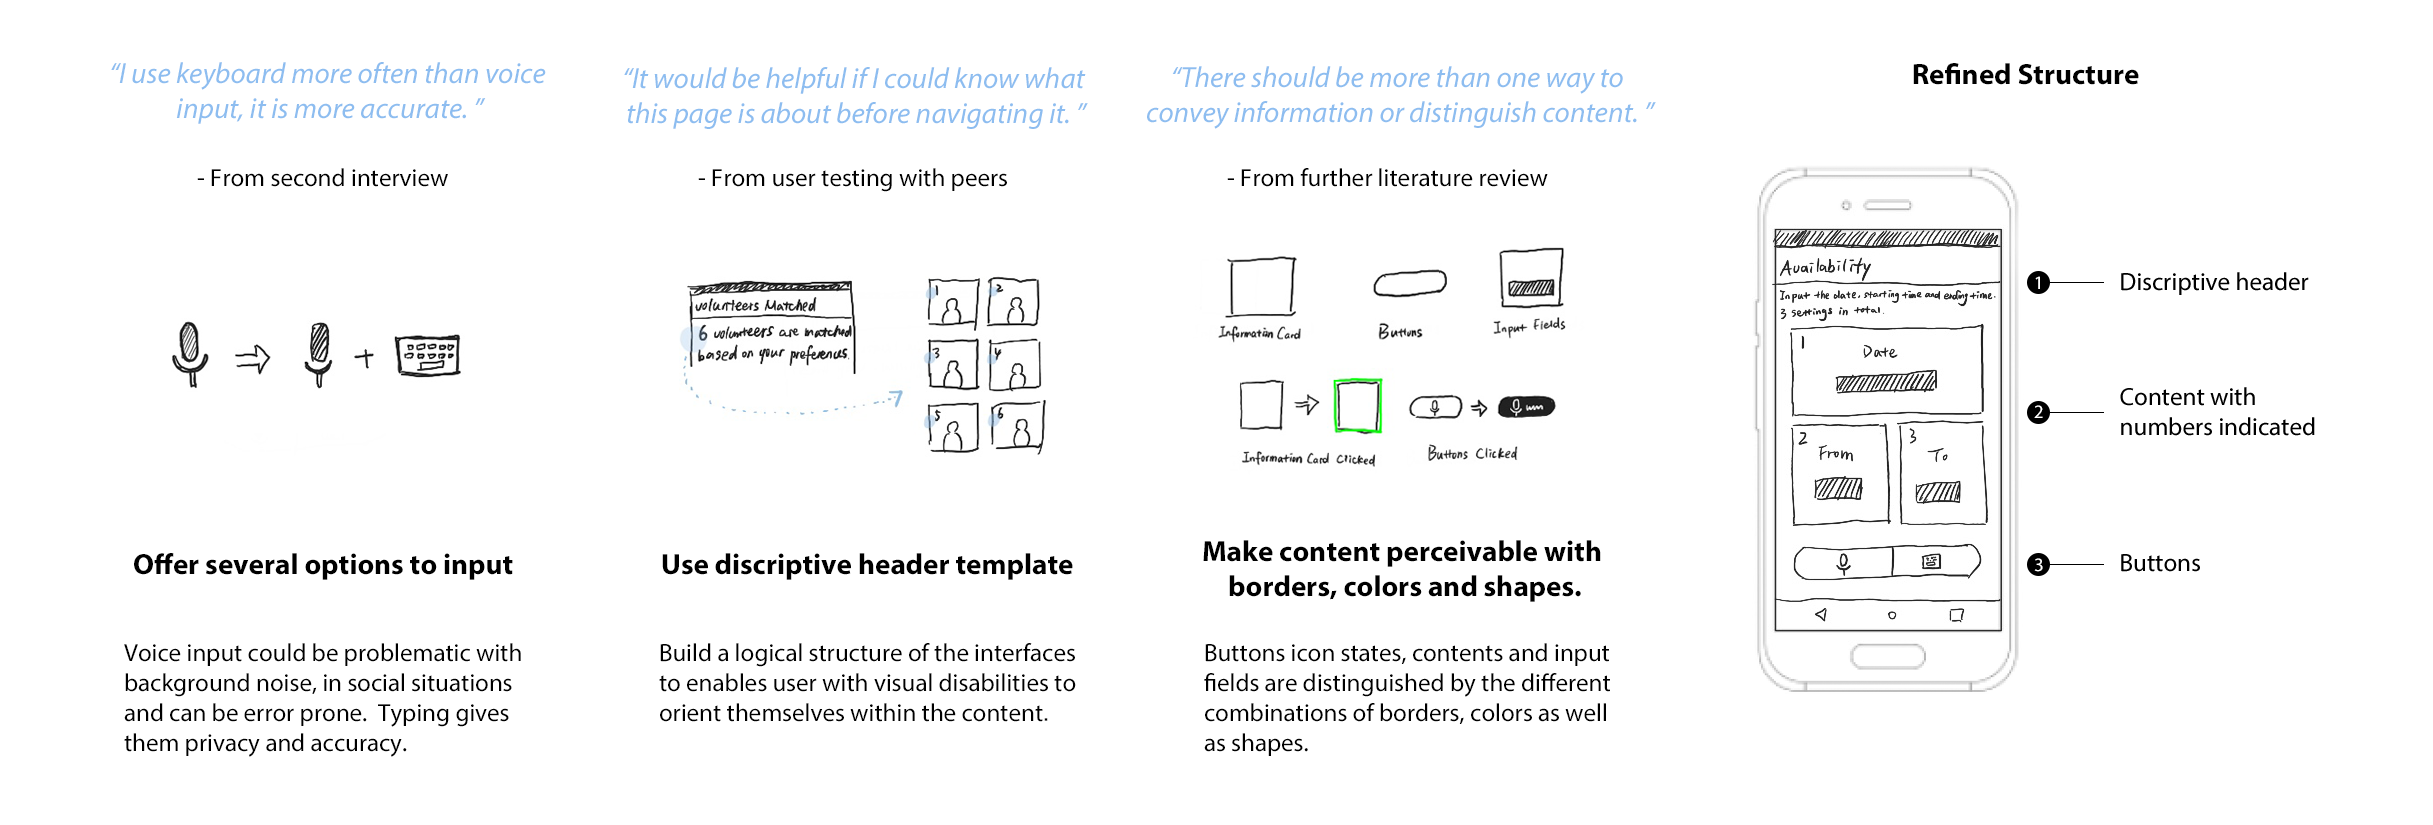 “I use keyboard more often than voice
input, it is more accurate. ”
- From second interview
Offer several options to input
Voice input could be problematic with
background noise, in social situations
and can be error prone.  Typing gives
them privacy and accuracy.
“It would be helpful if I could know what
this page is about before navigating it. ”
- From user testing with peers
volunteers Matched
6 volunteers are matched
based on your preferences.
1
2
3
4
5
6
Use discriptive header template
Build a logical structure of the interfaces
to enables user with visual disabilities to
orient themselves within the content.
“There should be more than one way to
convey information or distinguish content. ”
- From further literature review
Information Card
Buttons
Input Fields
Information Card Clicked
Buttons Clicked
Make content perceivable with
borders, colors and shapes.
Buttons icon states, contents and input
fields are distinguished by the different
combinations of borders, colors as well
as shapes.
Refined Structure
Availability
Input the date, starting time and ending time.
3 settings in total.
1
Date
2
From
3
To
1
Discriptive header
2
Content with
numbers indicated
3
Buttons